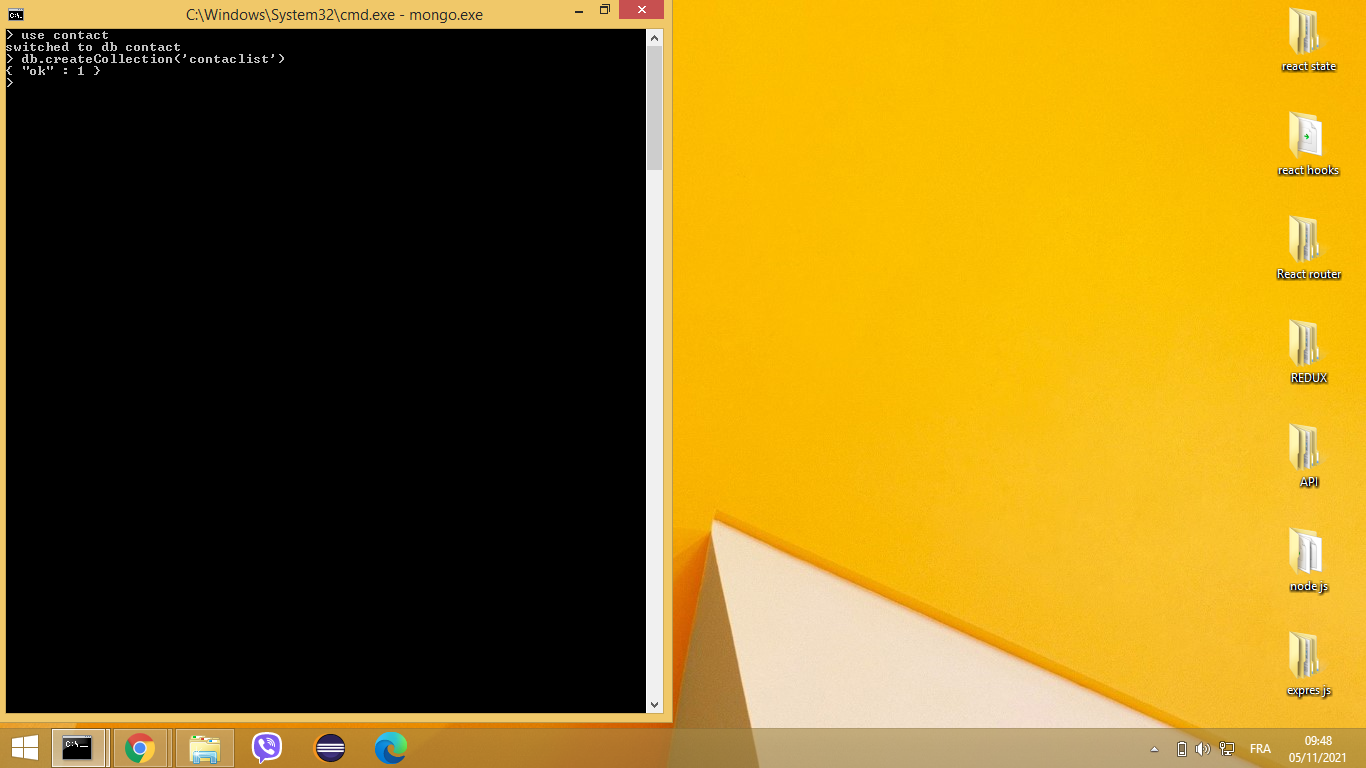 C:\Windows\System32\cmd.exe - mongo.exe
> use contact
switched to db contact
> db.createCollection('contaclist')
{ "ok" : 1 }
>
react state
react hooks
React router
REDUX
API
node js
expres js
C:\.
FRA
09:48
05/11/2021